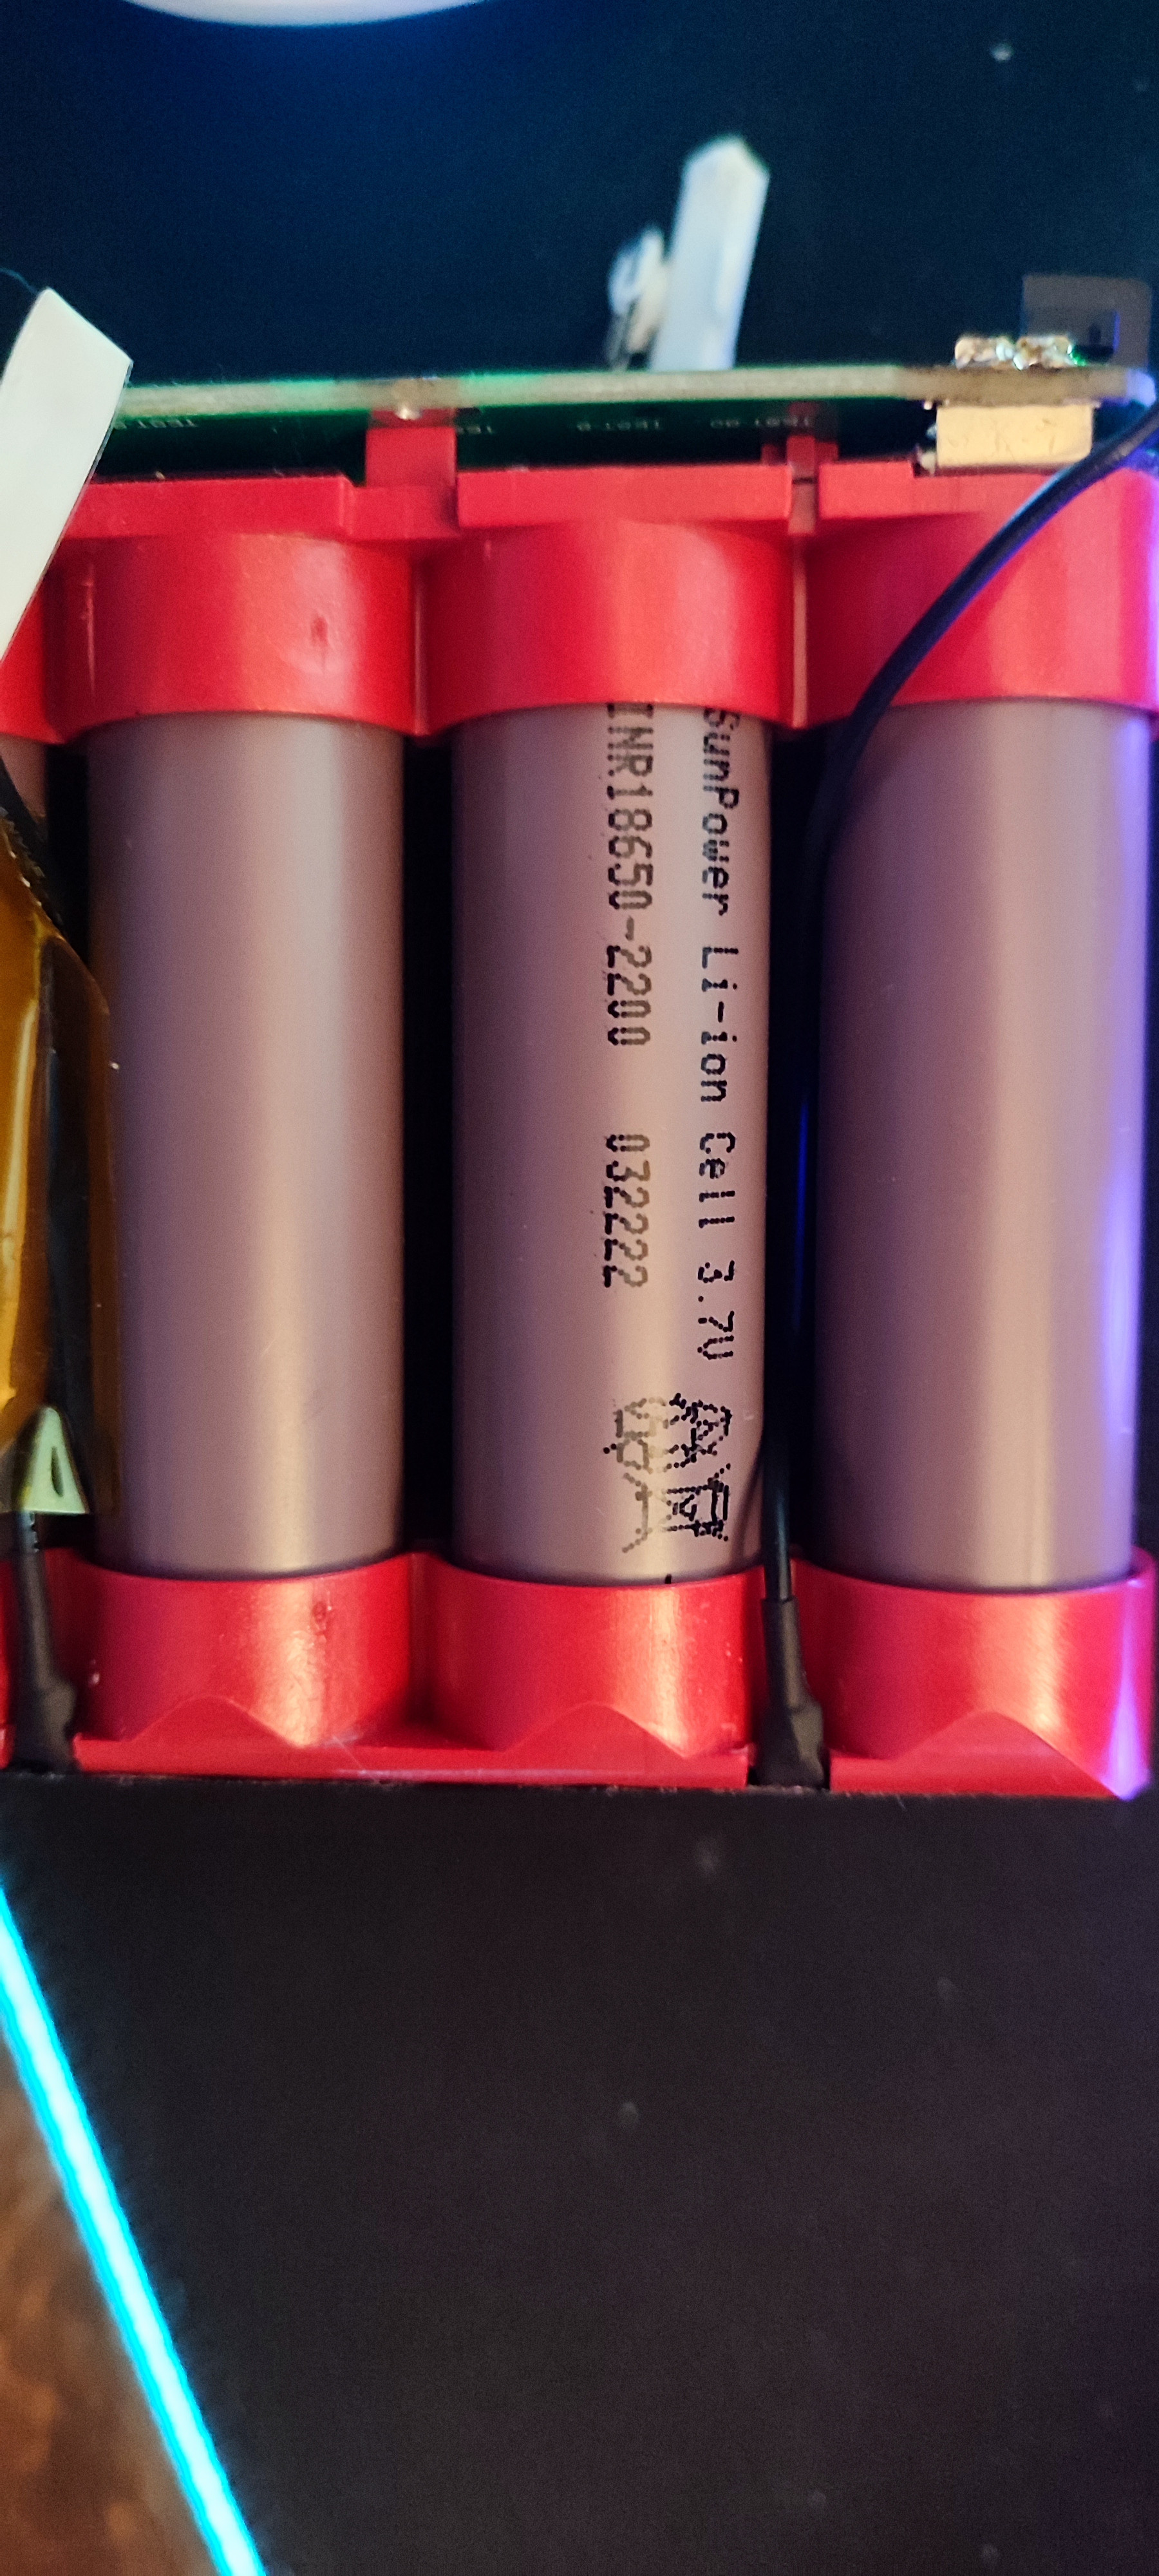 SunPower Li-ion Cell 3.7V
INR18650-2200 032222